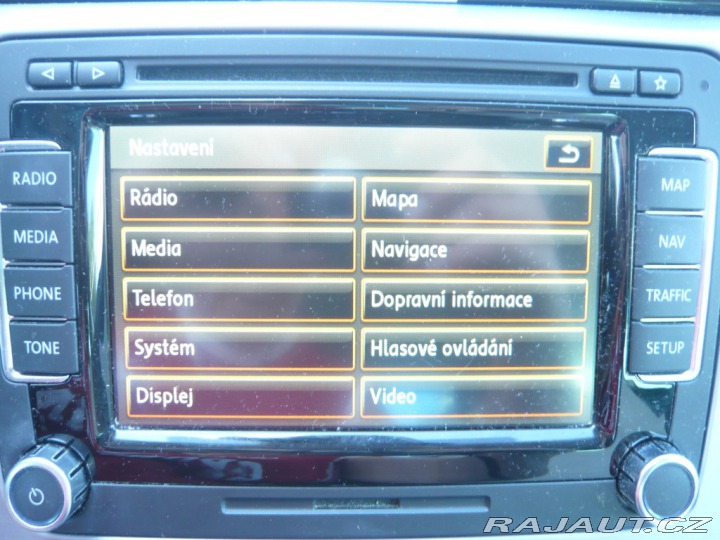 Nastavení
RADIO
MEDIA
PHONE
TONE
Rádio
Mapa
Media
Navigace
Telefon
Dopravní informace
Systém
Hlasové ovládání
Displej
Video
MAP
NAV
TRAFFIC
SETUP
RAJAUT.CZ